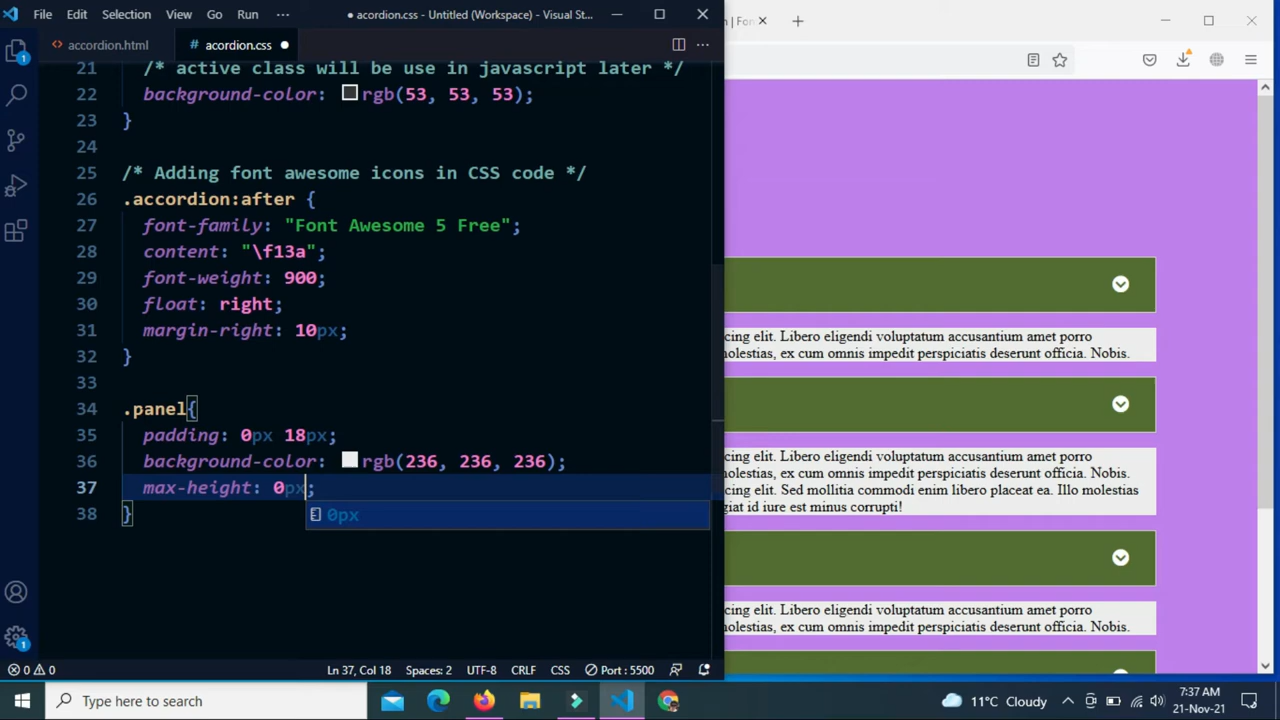 File Edit Selection View Go Run ··· ● acordion.css - Untitled (Workspace) - Visual St...
accordion.html # acordion.css ●
21 /* active class will be use in javascript later */
22 background-color: rgb(53, 53, 53);
23 }
24
25 /* Adding font awesome icons in CSS code */
26 .accordion:after {
27 font-family: "Font Awesome 5 Free";
28 content: "\f13a";
29 font-weight: 900;
30 float: right;
31 margin-right: 10px;
32 }
33
34 .panel{
35 padding: 0px 18px;
36 background-color: rgb(236, 236, 236);
37 max-height: 0px;
0px
38 }
1
1
0 0 Ln 37, Col 18 Spaces: 2 UTF-8 CRLF CSS Port : 5500
| Fon
cing elit. Libero eligendi voluptatum accusantium amet porro
nolestias, ex cum omnis impedit perspiciatis deserunt officia. Nobis.
cing elit. Libero eligendi voluptatum accusantium amet porro
nolestias, ex cum omnis impedit perspiciatis deserunt officia. Nobis.
elit. Sed mollitia commodi enim libero placeat ea. Illo molestias
giat id iure est minus corrupti!
cing elit. Libero eligendi voluptatum accusantium amet porro
nolestias, ex cum omnis impedit perspiciatis deserunt officia. Nobis.
Type here to search 11°C Cloudy 7:37 AM
21-Nov-21